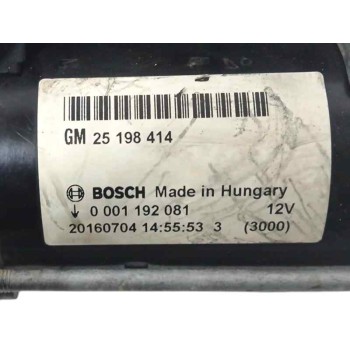 GM 25 198 414
BOSCH Made in Hungary
↓ 0 001 192 081 12V
20160704 14:55:53 3 (3000)